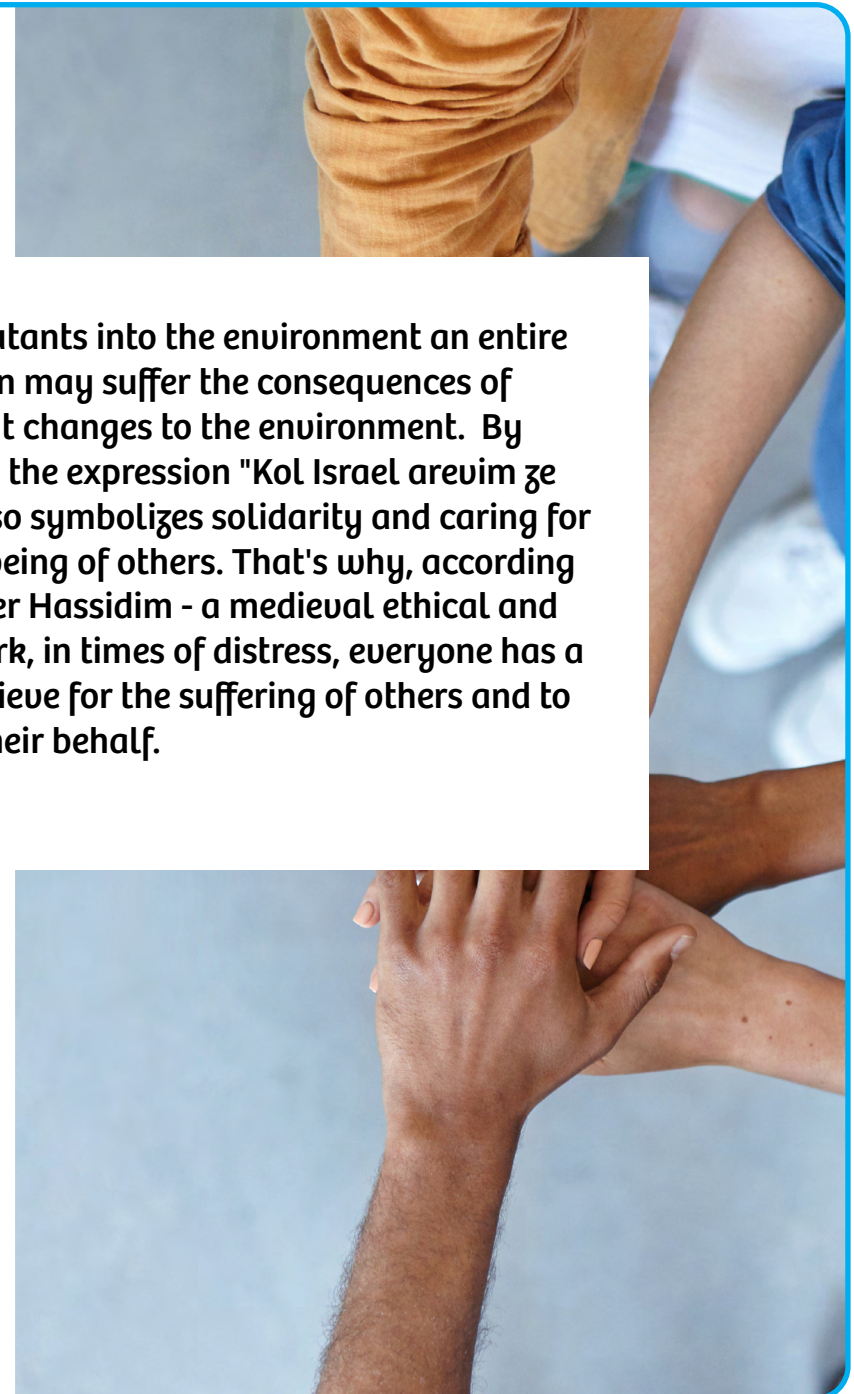 utants into the environment an entire
n may suffer the consequences of
t changes to the environment.  By
the expression "Kol Israel arevim ze
so symbolizes solidarity and caring for
being of others. That's why, according
er Hassidim - a medieval ethical and
rk, in times of distress, everyone has a
ieve for the suffering of others and to
heir behalf.